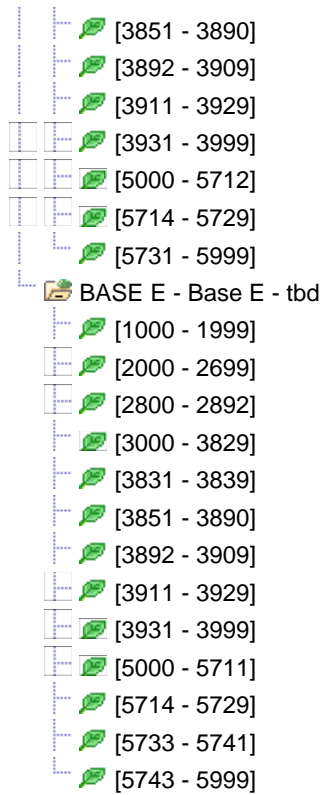 [3851 - 3890]
[3892 - 3909]
[3911 - 3929]
[3931 - 3999]
[5000 - 5712]
[5714 - 5729]
[5731 - 5999]
BASE E - Base E - tbd
[1000 - 1999]
[2000 - 2699]
[2800 - 2892]
[3000 - 3829]
[3831 - 3839]
[3851 - 3890]
[3892 - 3909]
[3911 - 3929]
[3931 - 3999]
[5000 - 5711]
[5714 - 5729]
[5733 - 5741]
[5743 - 5999]